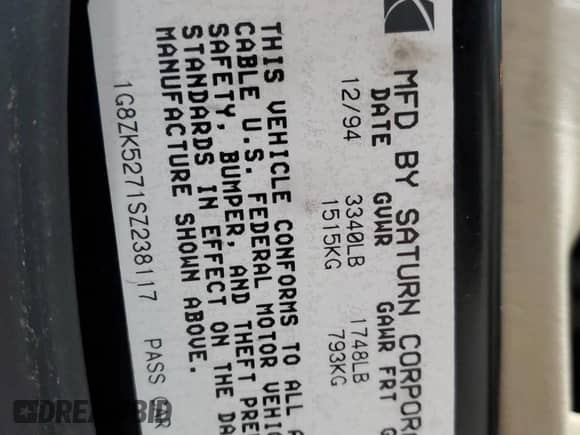 MFD BY SATURN CORPOR
DATE GVWR GAWR FRT G
12/94 3340LB 1748LB
1515KG 793KG
THIS VEHICLE CONFORMS TO ALL A
CABLE U.S. FEDERAL MOTOR VEHIC
SAFETY, BUMPER, AND THEFT PRE
STANDARDS IN EFFECT ON THE DA
MANUFACTURE SHOWN ABOVE.
1G8ZK5271SZ238117 PASS CAR
DREAMBID